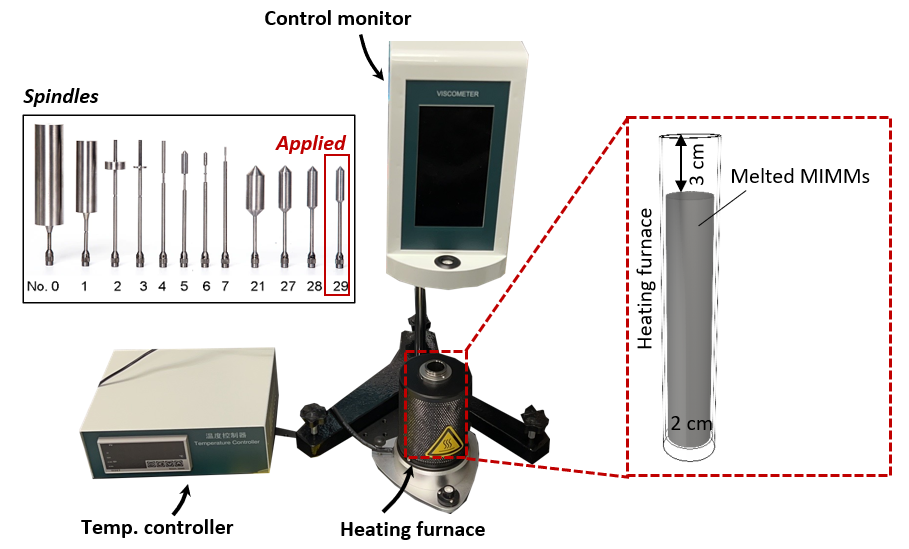 Control monitor
Spindles
Applied
No. 0 1 2 3 4 5 6 7 21 27 28 29
VISCOMETER
3 cm
Melted MIMMs
Heating furnace
2 cm
温度控制器
Temperature Controller
Temp. controller
Heating furnace